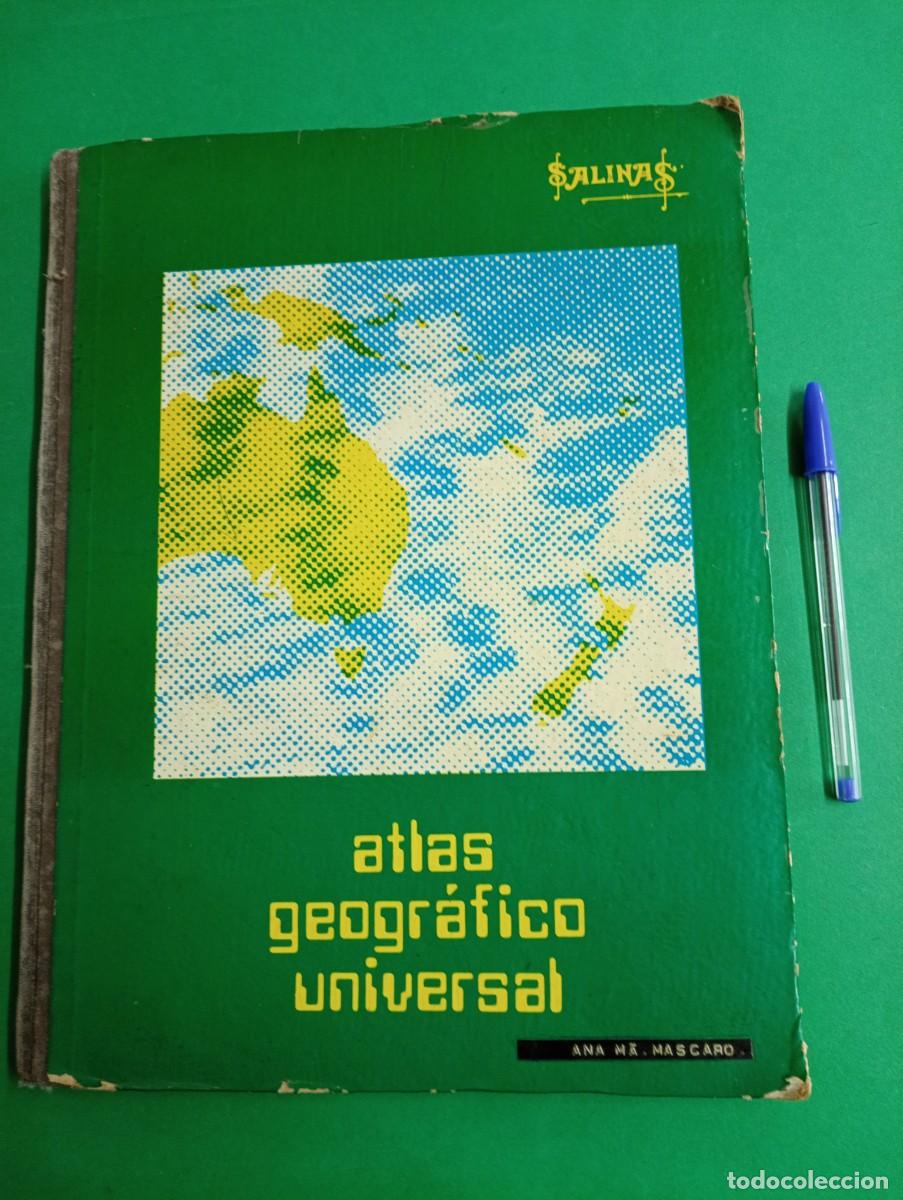 SALINAS
atlas
geográfico
universal
ANA Mª. MASCARO.
todocoleccion